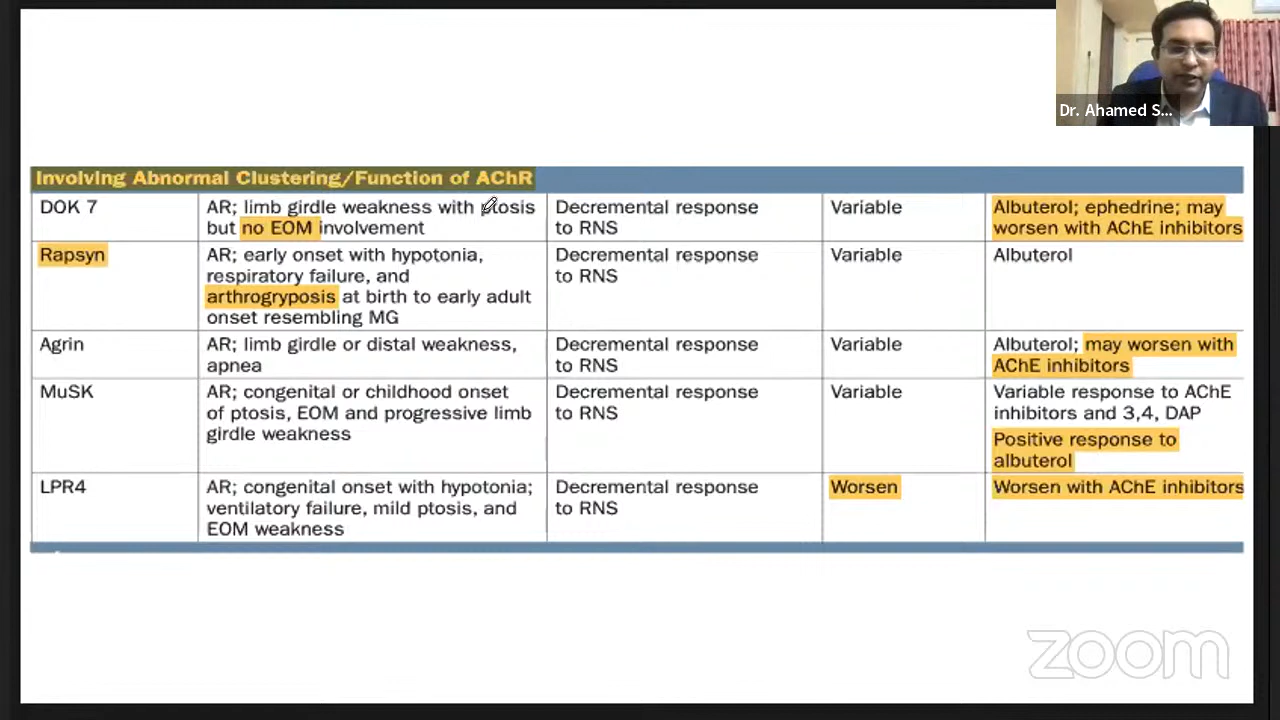 Dr. Ahamed S...
Involving Abnormal Clustering/Function of AChR
DOK 7
AR; limb girdle weakness with ptosis
but no EOM involvement
Decremental response
to RNS
Variable
Albuterol; ephedrine; may
worsen with AChE inhibitors
Rapsyn
AR; early onset with hypotonia,
respiratory failure, and
arthrogryposis at birth to early adult
onset resembling MG
Decremental response
to RNS
Variable
Albuterol
Agrin
AR; limb girdle or distal weakness,
apnea
Decremental response
to RNS
Variable
Albuterol; may worsen with
AChE inhibitors
MuSK
AR; congenital or childhood onset
of ptosis, EOM and progressive limb
girdle weakness
Decremental response
to RNS
Variable
Variable response to AChE
inhibitors and 3,4, DAP
Positive response to
albuterol
LPR4
AR; congenital onset with hypotonia;
ventilatory failure, mild ptosis, and
EOM weakness
Decremental response
to RNS
Worsen
Worsen with AChE inhibitors
zoom